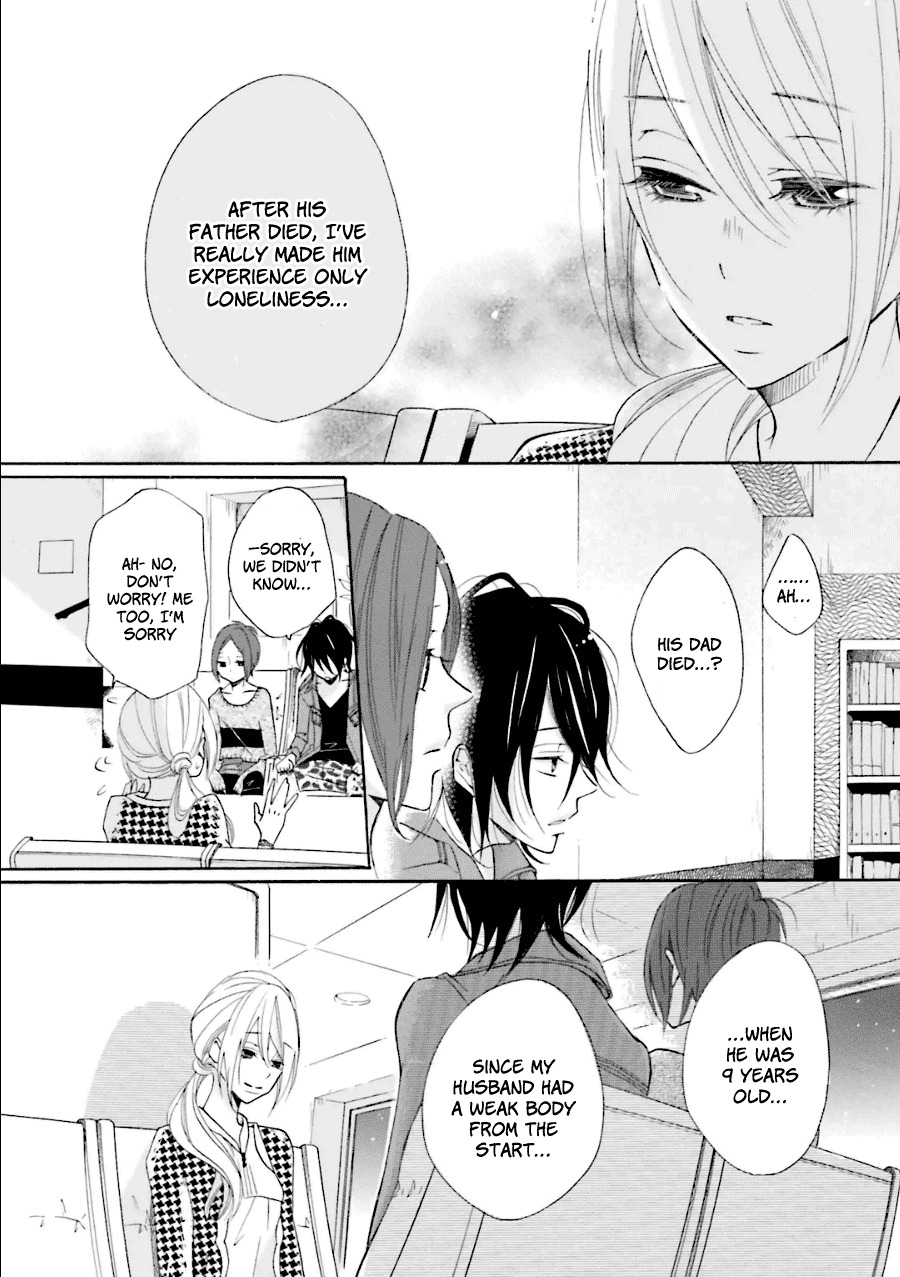 AFTER HIS
FATHER DIED, I'VE
REALLY MADE HIM
EXPERIENCE ONLY
LONELINESS...
......
AH...
HIS DAD
DIED...?
—SORRY,
WE DIDN'T
KNOW...
AH- NO,
DON'T
WORRY! ME
TOO, I'M
SORRY
...WHEN
HE WAS
9 YEARS
OLD...
SINCE MY
HUSBAND HAD
A WEAK BODY
FROM THE
START...